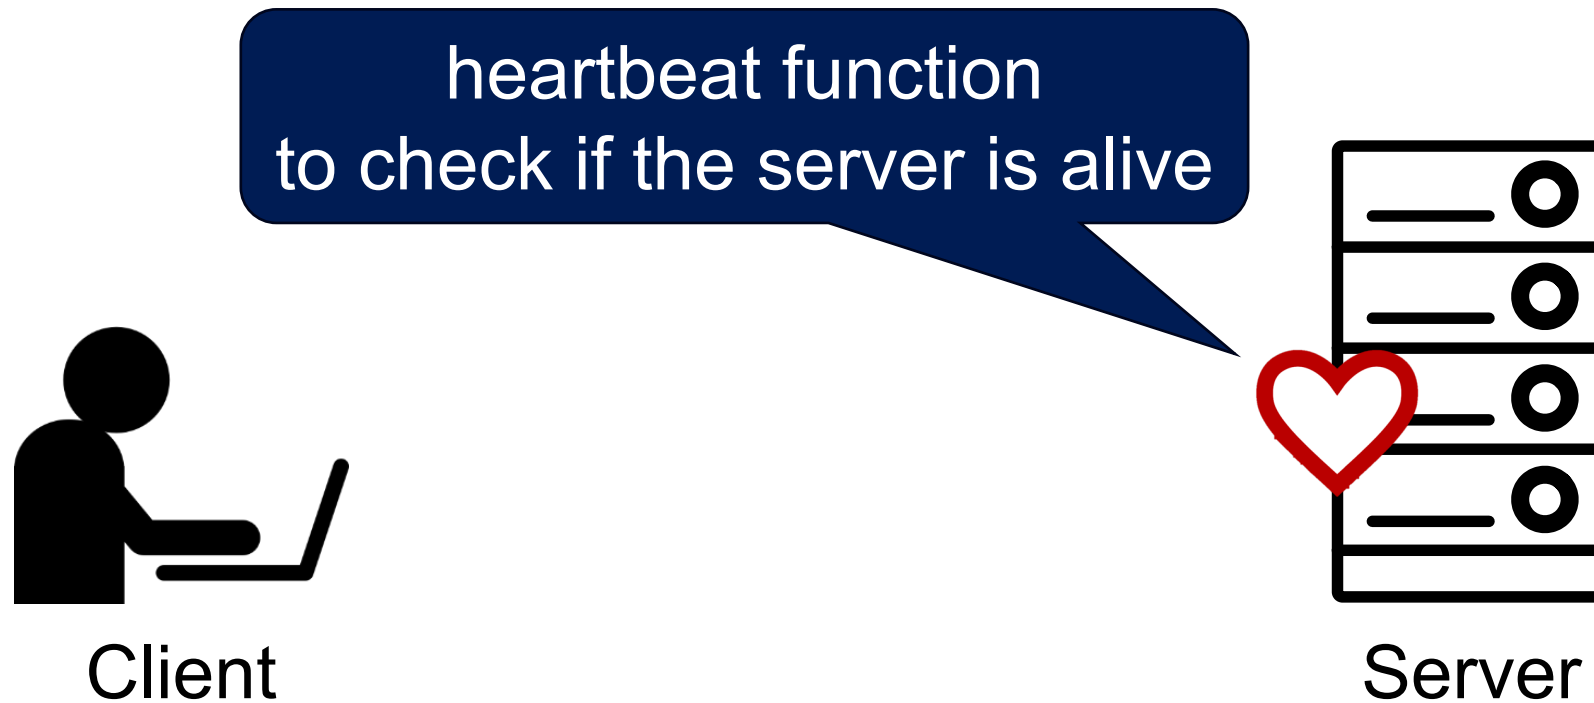 heartbeat function
to check if the server is alive
Client
Server